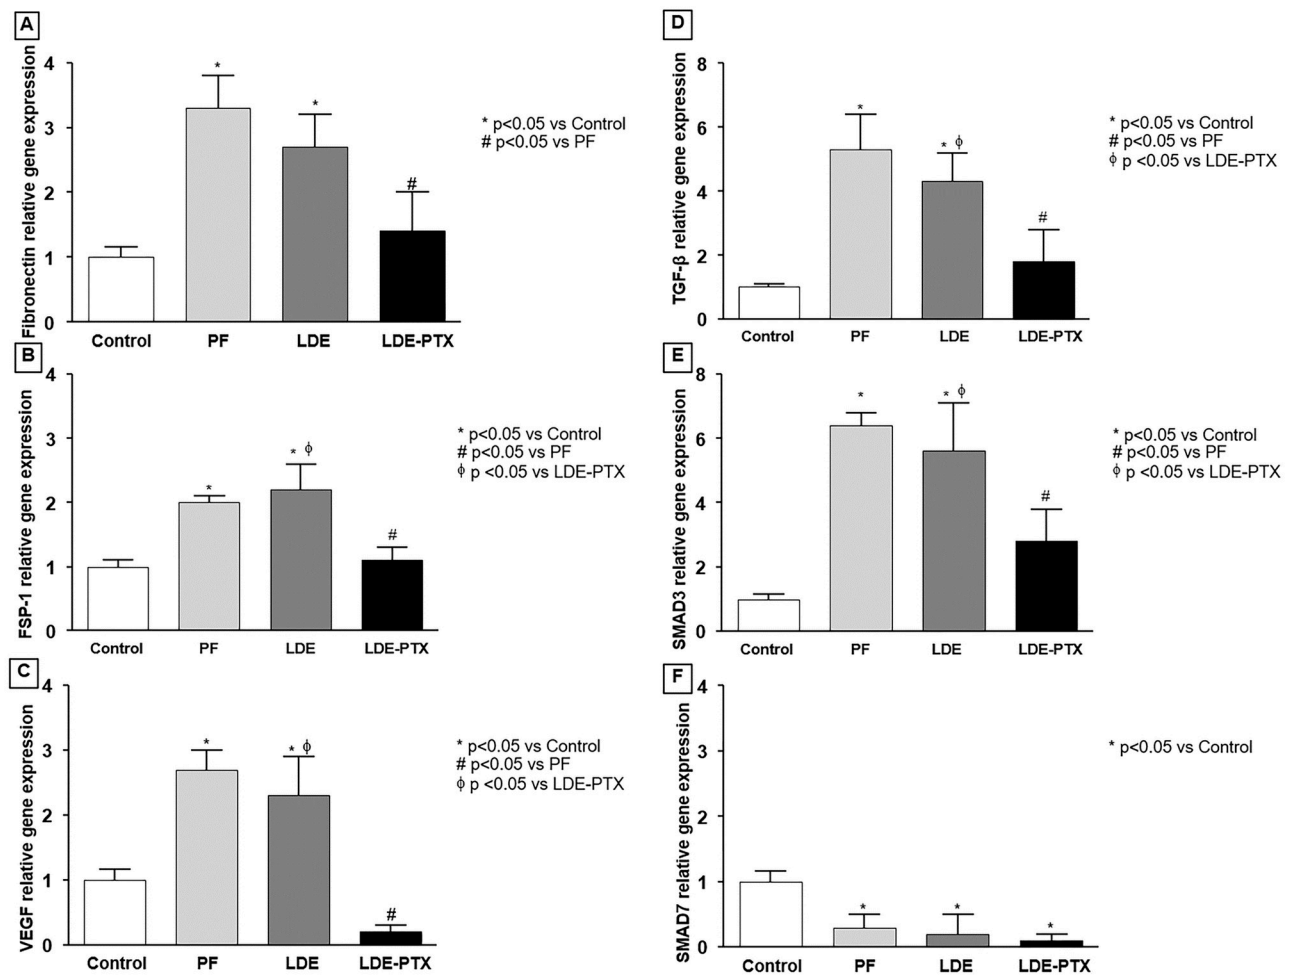 A
Fibronectin relative gene expression
4
3
2
1
0
* * #
Control PF LDE LDE-PTX
* p<0.05 vs Control
# p<0.05 vs PF
B
FSP-1 relative gene expression
4
3
2
1
0
* * ϕ #
Control PF LDE LDE-PTX
* p<0.05 vs Control
# p<0.05 vs PF
ϕ p <0.05 vs LDE-PTX
C
VEGF relative gene expression
4
3
2
1
0
* * ϕ #
Control PF LDE LDE-PTX
* p<0.05 vs Control
# p<0.05 vs PF
ϕ p <0.05 vs LDE-PTX
D
TGF-β relative gene expression
8
6
4
2
0
* * ϕ #
Control PF LDE LDE-PTX
* p<0.05 vs Control
# p<0.05 vs PF
ϕ p <0.05 vs LDE-PTX
E
SMAD3 relative gene expression
8
6
4
2
0
* * ϕ #
Control PF LDE LDE-PTX
* p<0.05 vs Control
# p<0.05 vs PF
ϕ p <0.05 vs LDE-PTX
F
SMAD7 relative gene expression
4
3
2
1
0
* * *
Control PF LDE LDE-PTX
* p<0.05 vs Control